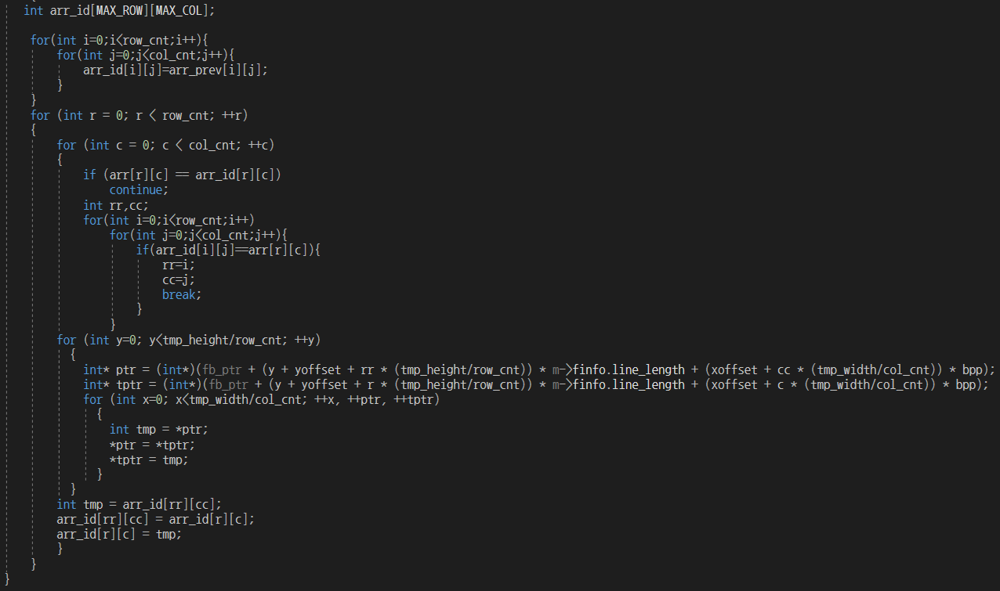 int arr_id[MAX_ROW][MAX_COL];
for(int i=0;i<row_cnt;i++){
for(int j=0;j<col_cnt;j++){
arr_id[i][j]=arr_prev[i][j];
}
}
for (int r = 0; r < row_cnt; ++r)
{
for (int c = 0; c < col_cnt; ++c)
{
if (arr[r][c] == arr_id[r][c])
continue;
int rr,cc;
for(int i=0;i<row_cnt;i++)
for(int j=0;j<col_cnt;j++){
if(arr_id[i][j]==arr[r][c]){
rr=i;
cc=j;
break;
}
}
for (int y=0; y<tmp_height/row_cnt; ++y)
{
int* ptr = (int*)(fb_ptr + (y + yoffset + rr * (tmp_height/row_cnt)) * m->finfo.line_length + (xoffset + cc * (tmp_width/col_cnt)) * bpp);
int* tptr = (int*)(fb_ptr + (y + yoffset + r * (tmp_height/row_cnt)) * m->finfo.line_length + (xoffset + c * (tmp_width/col_cnt)) * bpp);
for (int x=0; x<tmp_width/col_cnt; ++x, ++ptr, ++tptr)
{
int tmp = *ptr;
*ptr = *tptr;
*tptr = tmp;
}
}
int tmp = arr_id[rr][cc];
arr_id[rr][cc] = arr_id[r][c];
arr_id[r][c] = tmp;
}
}
}